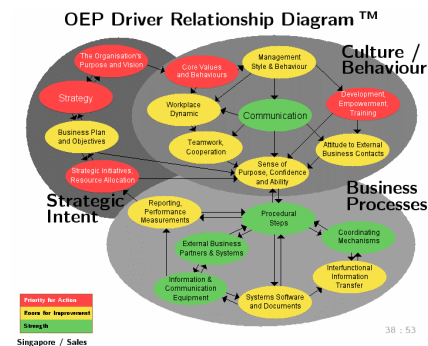 OEP Driver Relationship Diagram ™
Culture /
Behaviour
The Organisation's
Purpose and Vision
Core Values
and Behaviours
Management
Style & Behaviour
Strategy
Workplace
Dynamic
Development,
Empowerment,
Training
Communication
Business Plan
and Objectives
Teamwork,
Cooperation
Attitude to External
Business Contacts
Strategic Initiatives,
Resource Allocation
Sense of
Purpose, Confidence
and Ability
Strategic
Intent
Business
Processes
Reporting,
Performance
Measurements
Procedural
Steps
Coordinating
Mechanisms
External Business
Partners & Systems
Interfunctional
Information
Transfer
Information &
Communication
Equipment
Systems Software
and Documents
Priority for Action
Room for Improvement
Strength
Singapore / Sales
38 : 53